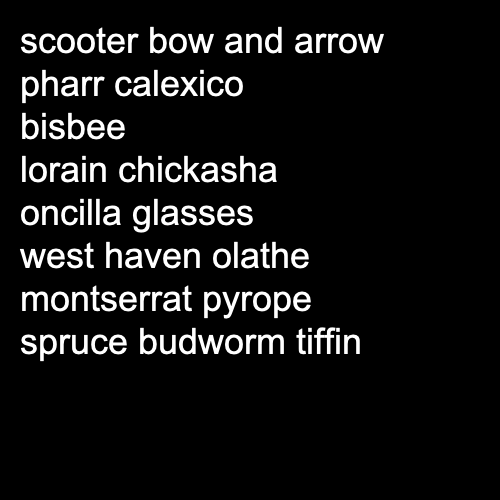 scooter bow and arrow
pharr calexico
bisbee
lorain chickasha
oncilla glasses
west haven olathe
montserrat pyrope
spruce budworm tiffin